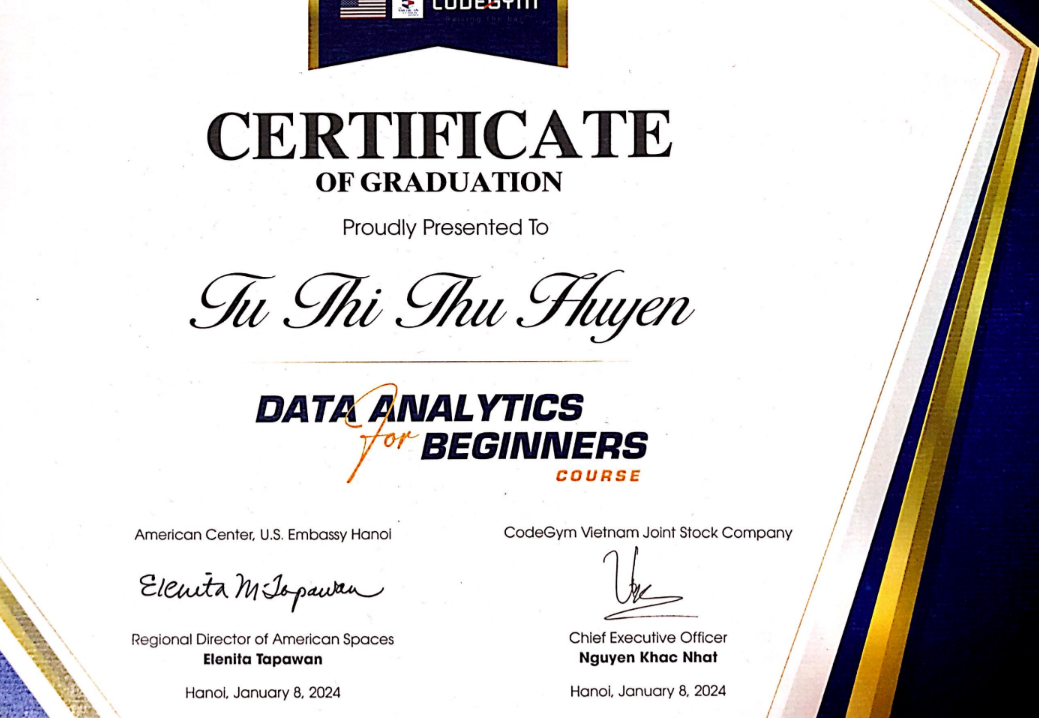 CODEGYM
CERTIFICATE
OF GRADUATION
Proudly Presented To
Tu Thi Thu Huyen
DATA ANALYTICS
for BEGINNERS
COURSE
American Center, U.S. Embassy Hanoi
CodeGym Vietnam Joint Stock Company
Elenita M Tapawan
Regional Director of American Spaces
Elenita Tapawan
Hanoi, January 8, 2024
Chief Executive Officer
Nguyen Khac Nhat
Hanoi, January 8, 2024